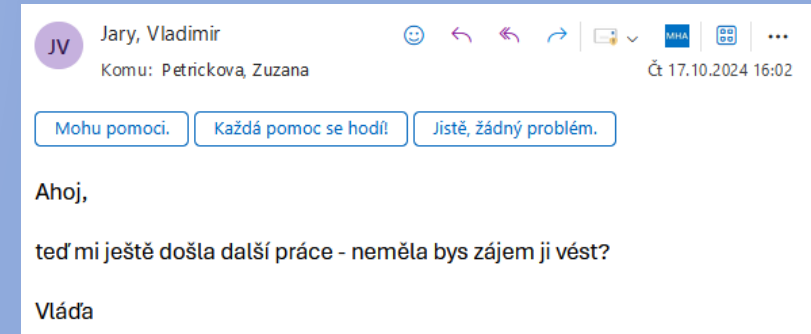 JV
Jary, Vladimir
MHA
Komu: Petrickova, Zuzana
Čt 17.10.2024 16:02
Mohu pomoci.
Každá pomoc se hodí!
Jistě, žádný problém.
Ahoj,
teď mi ještě došla další práce - neměla bys zájem ji vést?
Vláďa